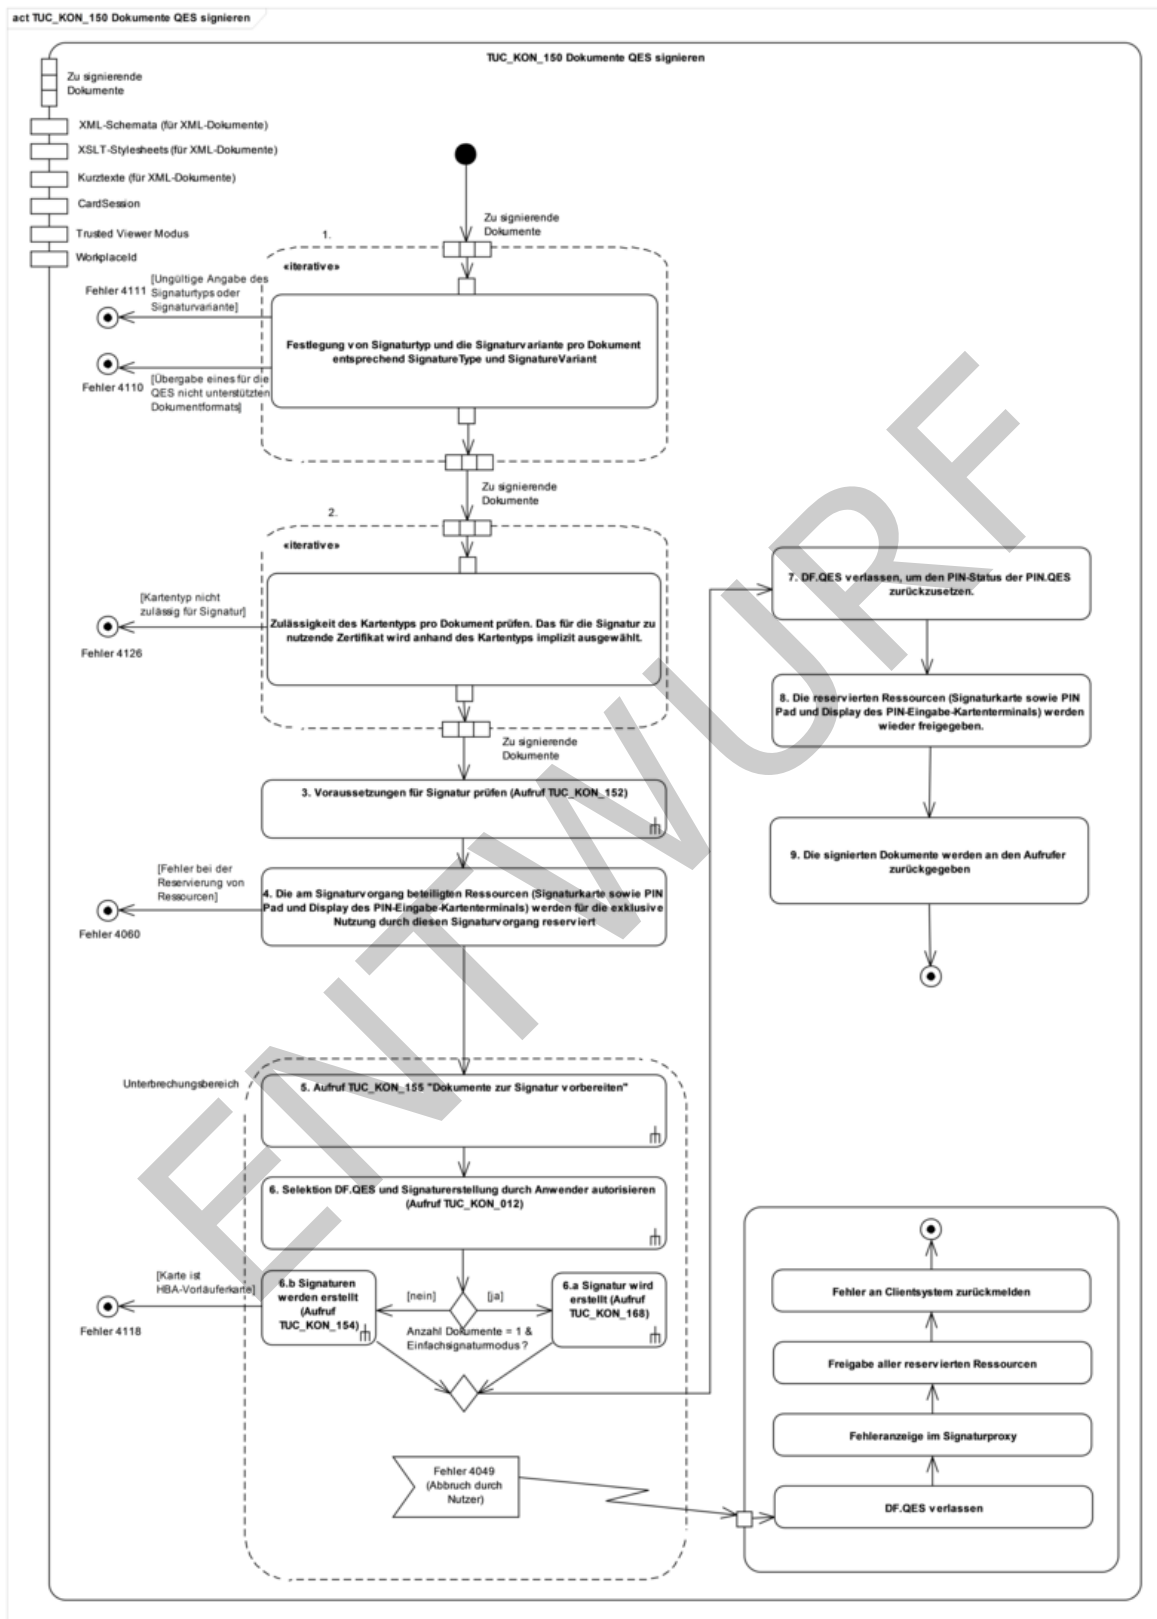 act TUC_KON_150 Dokumente QES signieren
TUC_KON_150 Dokumente QES signieren
Zu signierende
Dokumente
XML-Schemata (für XML-Dokumente)
XSLT-Stylesheets (für XML-Dokumente)
Kurztexte (für XML-Dokumente)
CardSession
Trusted Viewer Modus
WorkplaceId
Zu signierende
Dokumente
1.
«iterative»
[Ungültige Angabe des
Signaturtyps oder
Signaturvariante]
Fehler 4111
Festlegung von Signaturtyp und die Signaturvariante pro Dokument
entsprechend SignatureType und SignatureVariant
Fehler 4110
[Übergabe eines für die
QES nicht unterstützten
Dokumentformats]
Zu signierende
Dokumente
2.
«iterative»
[Kartentyp nicht
zulässig für Signatur]
Fehler 4126
Zulässigkeit des Kartentyps pro Dokument prüfen. Das für die Signatur zu
nutzende Zertifikat wird anhand des Kartentyps implizit ausgewählt.
Zu signierende
Dokumente
3. Voraussetzungen für Signatur prüfen (Aufruf TUC_KON_152)
[Fehler bei der
Reservierung von
Ressourcen]
Fehler 4060
4. Die am Signaturvorgang beteiligten Ressourcen (Signaturkarte sowie PIN
Pad und Display des PIN-Eingabe-Kartenterminals) werden für die exklusive
Nutzung durch diesen Signaturvorgang reserviert
Unterbrechungsbereich
5. Aufruf TUC_KON_155 "Dokumente zur Signatur vorbereiten"
6. Selektion DF.QES und Signaturerstellung durch Anwender autorisieren
(Aufruf TUC_KON_012)
[Karte ist
HBA-Vorläuferkarte]
Fehler 4118
6.b Signaturen
werden erstellt
(Aufruf
TUC_KON_154)
[nein]
[ja]
Anzahl Dokumente = 1 &
Einfachsignaturmodus?
6.a Signatur wird
erstellt (Aufruf
TUC_KON_168)
Fehler 4049
(Abbruch durch
Nutzer)
7. DF.QES verlassen, um den PIN-Status der PIN.QES
zurückzusetzen.
8. Die reservierten Ressourcen (Signaturkarte sowie PIN
Pad und Display des PIN-Eingabe-Kartenterminals) werden
wieder freigegeben.
9. Die signierten Dokumente werden an den Aufrufer
zurückgegeben
Fehler an Clientsystem zurückmelden
Freigabe aller reservierten Ressourcen
Fehleranzeige im Signaturproxy
DF.QES verlassen
ENTWURF